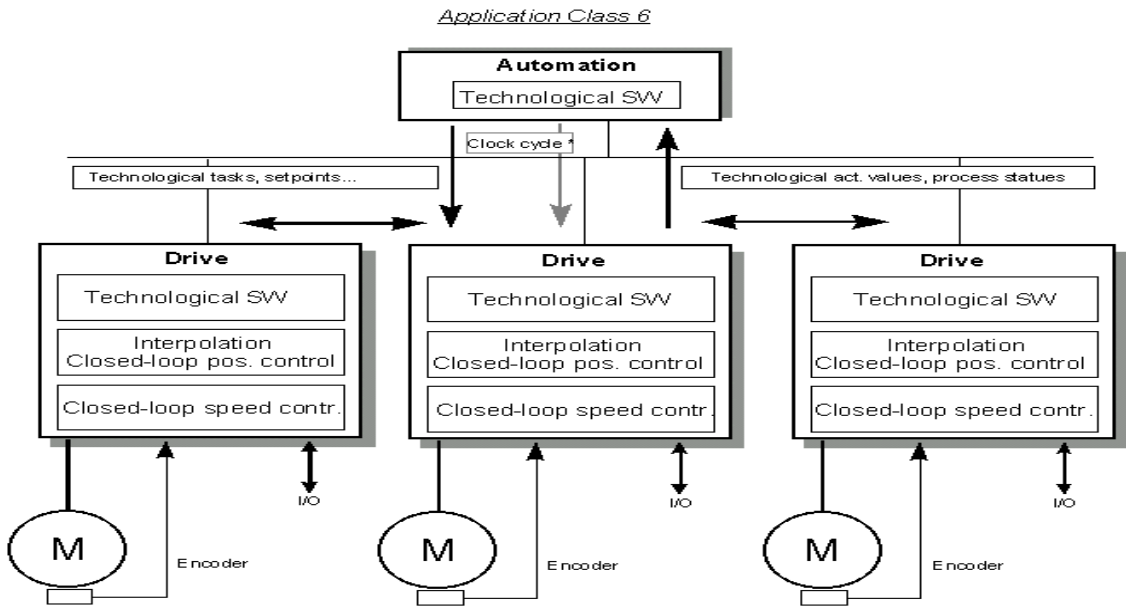 Application Class 6
Automation
Technological SW
Clock cycle *
Technological tasks, setpoints...
Technological act. values, process statues
Drive
Technological SW
Interpolation
Closed-loop pos. control
Closed-loop speed contr.
I/O
M
Encoder
Drive
Technological SW
Interpolation
Closed-loop pos. control
Closed-loop speed contr.
I/O
M
Encoder
Drive
Technological SW
Interpolation
Closed-loop pos. control
Closed-loop speed contr.
I/O
M
Encoder